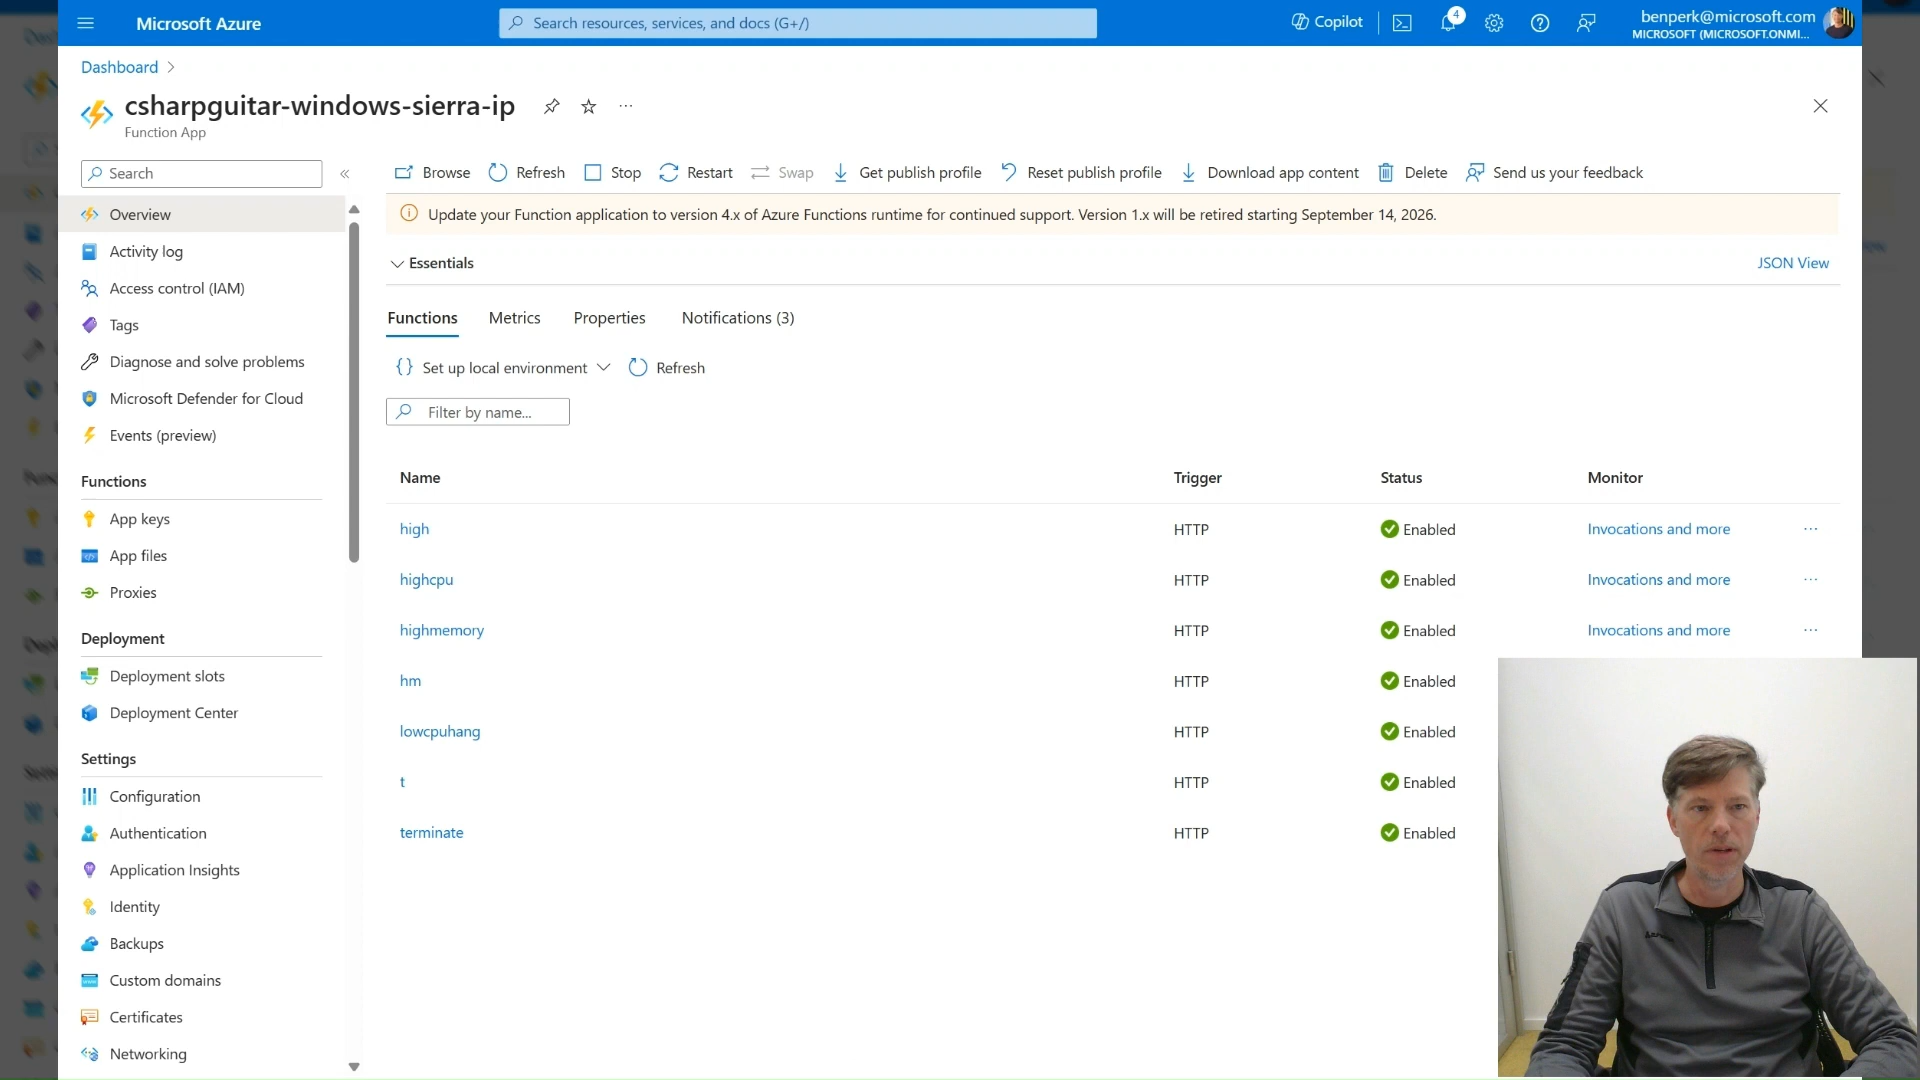 Microsoft Azure
Search resources, services, and docs (G+/)
Copilot
4
benperk@microsoft.com
MICROSOFT (MICROSOFT.ONMI...
Dashboard
csharpguitar-windows-sierra-ip
Function App
Search
Browse
Refresh
Stop
Restart
Swap
Get publish profile
Reset publish profile
Download app content
Delete
Send us your feedback
Overview
Activity log
Access control (IAM)
Tags
Diagnose and solve problems
Microsoft Defender for Cloud
Events (preview)
Functions
App keys
App files
Proxies
Deployment
Deployment slots
Deployment Center
Settings
Configuration
Authentication
Application Insights
Identity
Backups
Custom domains
Certificates
Networking
Update your Function application to version 4.x of Azure Functions runtime for continued support. Version 1.x will be retired starting September 14, 2026.
Essentials
JSON View
Functions
Metrics
Properties
Notifications (3)
{} Set up local environment
Refresh
Filter by name...
Name Trigger Status Monitor
high HTTP Enabled Invocations and more
highcpu HTTP Enabled Invocations and more
highmemory HTTP Enabled Invocations and more
hm HTTP Enabled
lowcpuhang HTTP Enabled
t HTTP Enabled
terminate HTTP Enabled